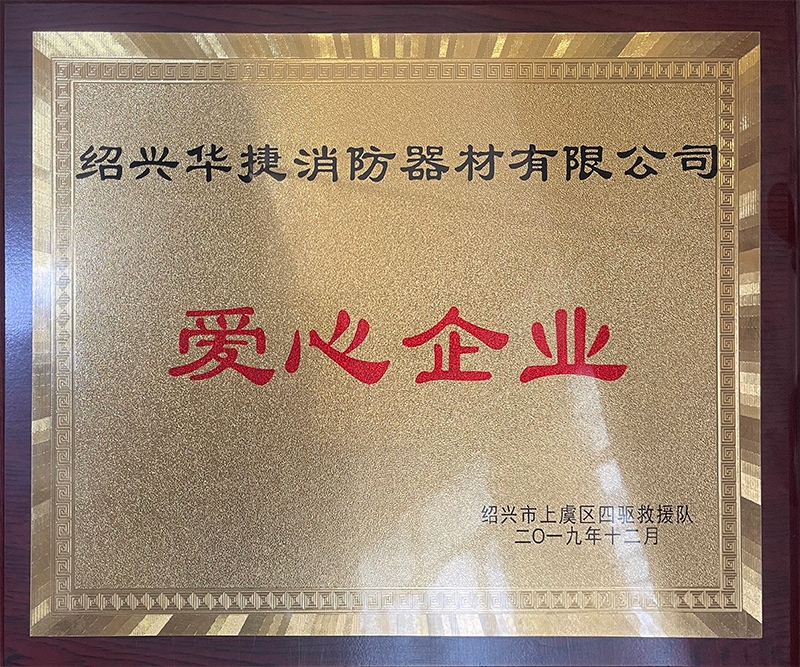 绍兴华捷消防器材有限公司
爱心企业
绍兴市上虞区四驱救援队
二〇一九年十二月